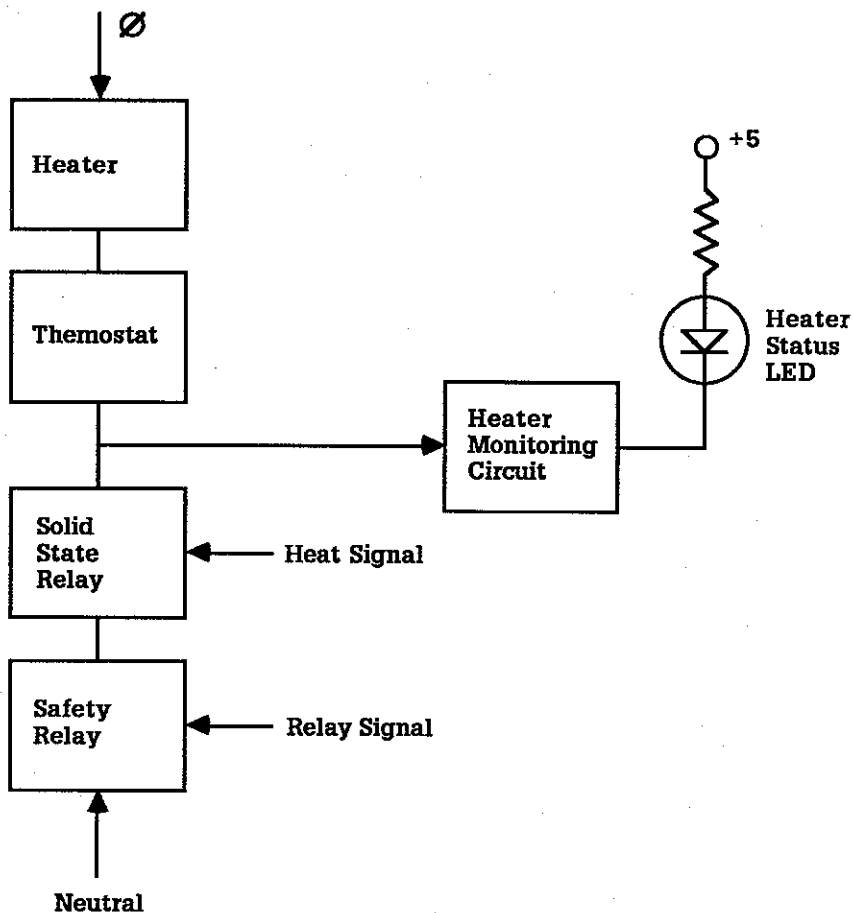 Ø
Heater
+5
Themostat
Heater
Status
LED
Heater
Monitoring
Circuit
Solid
State
Relay
Heat Signal
Safety
Relay
Relay Signal
Neutral